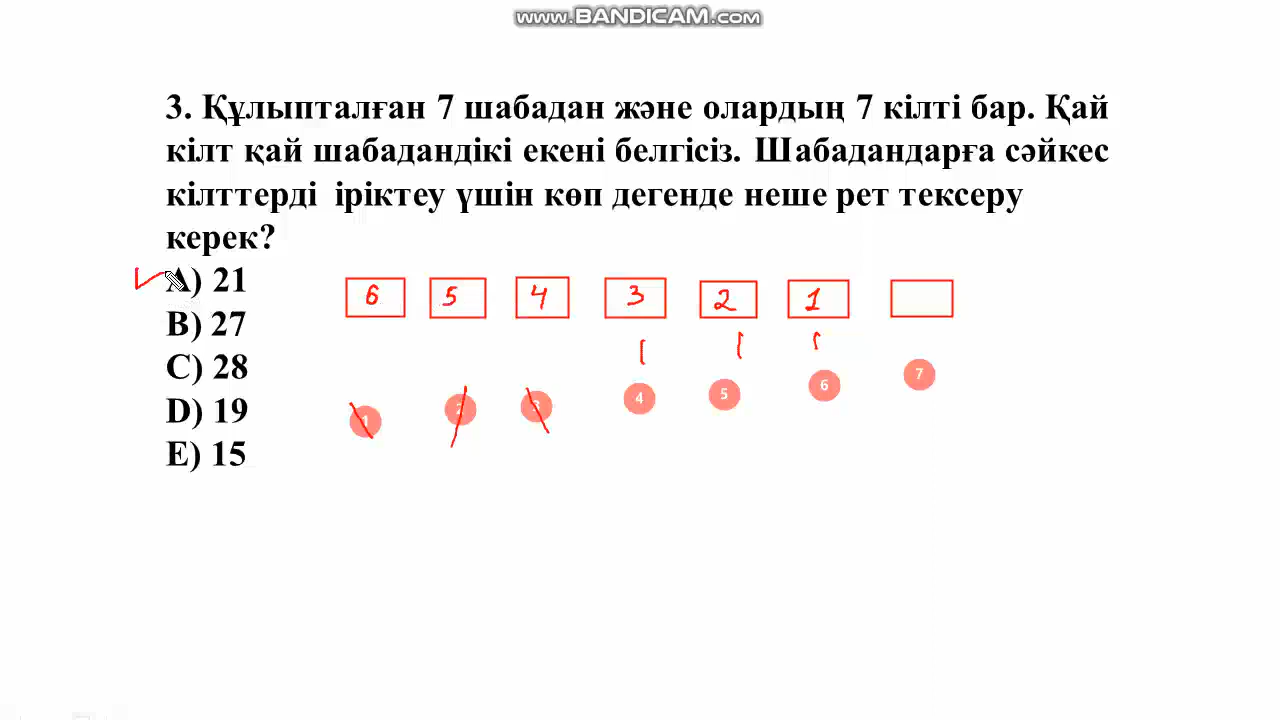 www.BANDICAM.com
3. Құлыпталған 7 шабадан және олардың 7 кілті бар. Қай
кілт қай шабадандікі екені белгісіз. Шабадандарға сәйкес
кілттерді іріктеу үшін көп дегенде неше рет тексеру
керек?
A) 21
6 5 4 3 2 1
B) 27
C) 28
1 2 3 4 5 6 7
D) 19
E) 15